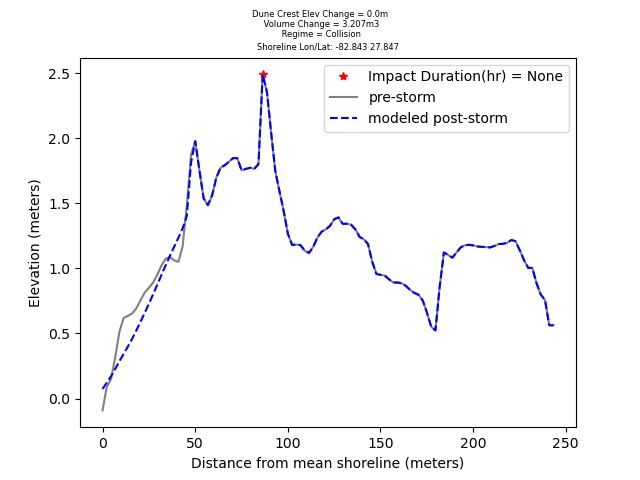 Dune Crest Elev Change = 0.0m
Volume Change = 3.207m3
Regime = Collision
Shoreline Lon/Lat: -82.843 27.847
Impact Duration(hr) = None
pre-storm
modeled post-storm
Elevation (meters)
2.5
2.0
1.5
1.0
0.5
0.0
0 50 100 150 200 250
Distance from mean shoreline (meters)